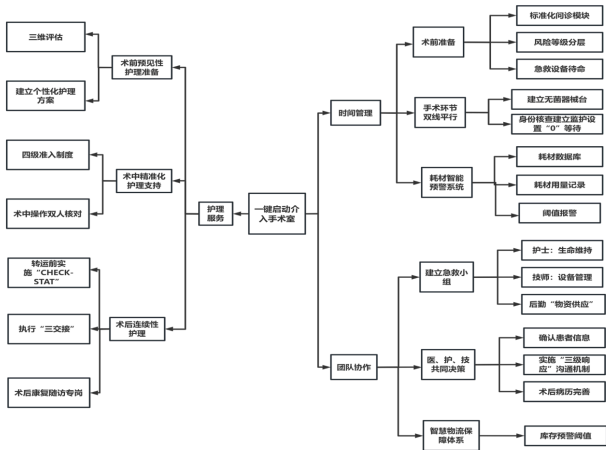 三维评估
建立个性化护理
方案
术前预见性
护理准备
四级准入制度
术中操作双人核对
术中精准化
护理支持
转运前实
施“CHECK-
STAT”
执行“三交接”
术后康复随访专岗
术后连续性
护理
护理
服务
一键启动介
入手术室
时间管理
术前准备
标准化问诊模块
风险等级分层
急救设备待命
手术环节
双线平行
建立无菌器械台
身份核查建立监护设
置“0”等待
耗材智能
预警系统
耗材数据库
耗材用量记录
阈值报警
团队协作
建立急救小
组
护士：生命维持
技师：设备管理
后勤“物资供应”
医、护、技
共同决策
确认患者信息
实施“三级响
应”沟通机制
术后病历完善
智慧物流保
障体系
库存预警阈值